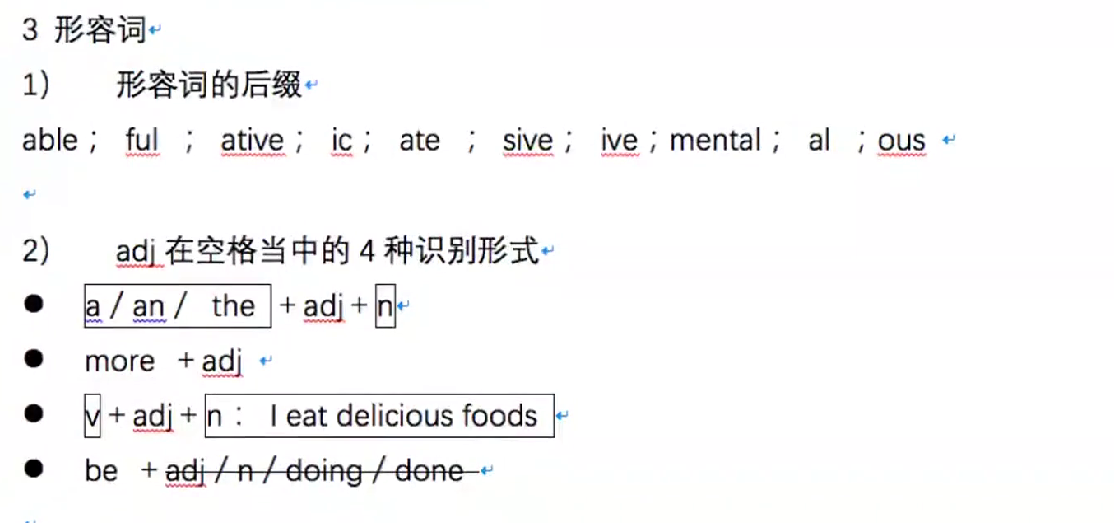 3 形容词
1) 形容词的后缀
able； ful ； ative； ic； ate ； sive； ive；mental； al ；ous
2) adj 在空格当中的 4 种识别形式
● a / an / the ＋adj＋n
● more ＋adj
● v＋adj＋n： I eat delicious foods
● be ＋adj / n / doing / done